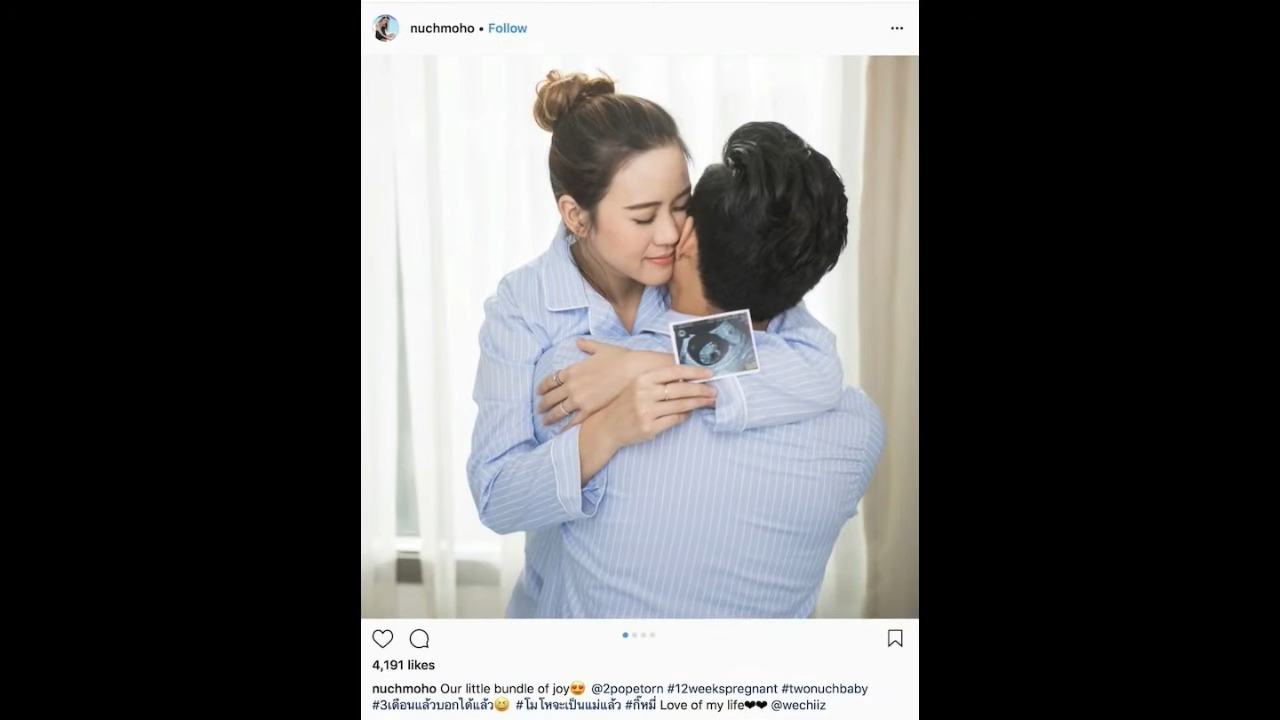 nuchmoho • Follow
4,191 likes
nuchmoho Our little bundle of joy😍 @2popetorn #12weekspregnant #twonuchbaby
#3เดือนแล้วบอกได้แล้ว😀 #โมโหจะเป็นแม่แล้ว #กิ๊หมี่ Love of my life❤❤ @wechiiz